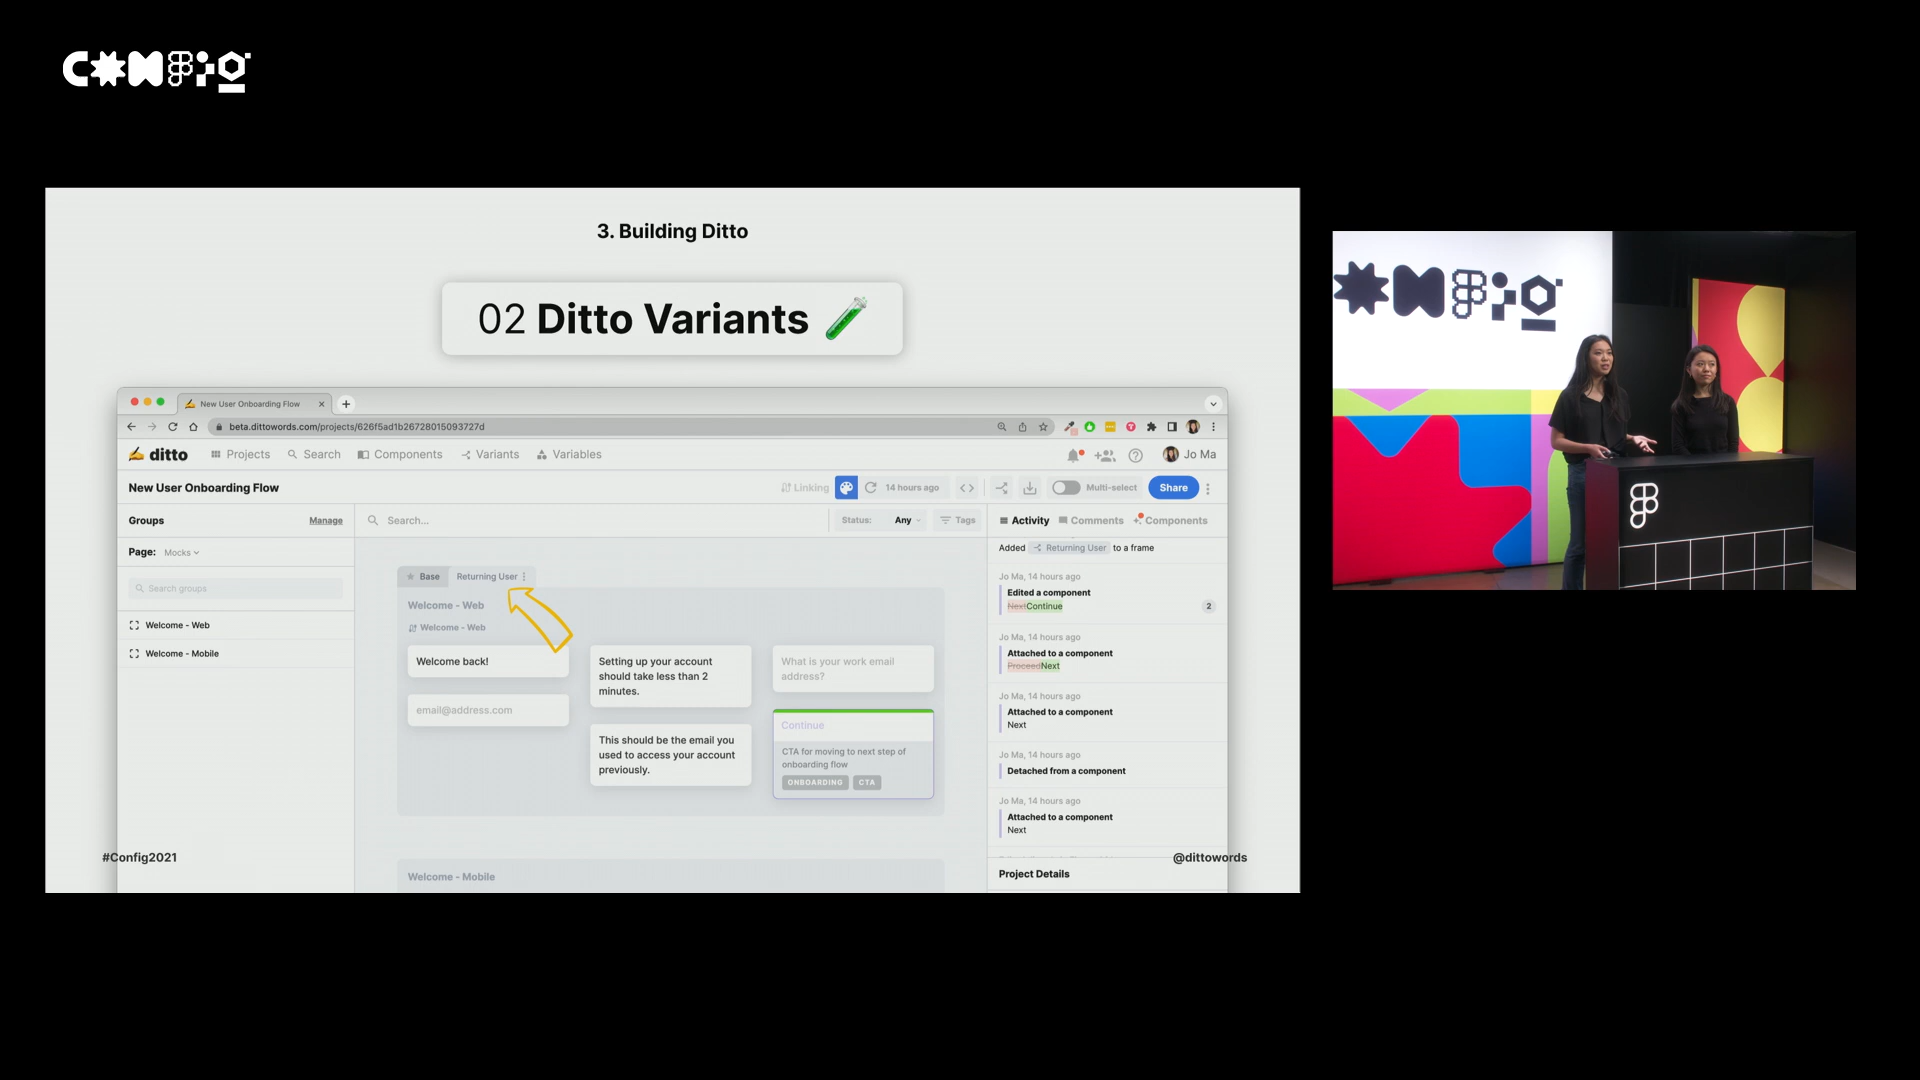 CONFIG
3. Building Ditto
02 Ditto Variants
New User Onboarding Flow
beta.dittowords.com/projects/626f5ad1b26728015093727d
ditto
Projects
Search
Components
Variants
Variables
Jo Ma
New User Onboarding Flow
Linking
14 hours ago
Multi-select
Share
Groups
Manage
Search...
Status: Any
Tags
Activity
Comments
Components
Page: Mocks
Search groups
Welcome - Web
Welcome - Mobile
Base
Returning User
Welcome - Web
Welcome - Web
Welcome back!
email@address.com
Setting up your account
should take less than 2
minutes.
This should be the email you
used to access your account
previously.
What is your work email
address?
Continue
CTA for moving to next step of
onboarding flow
ONBOARDING CTA
Welcome - Mobile
Added Returning User to a frame
Jo Ma, 14 hours ago
Edited a component
NextContinue
2
Jo Ma, 14 hours ago
Attached to a component
ProceedNext
Jo Ma, 14 hours ago
Attached to a component
Next
Jo Ma, 14 hours ago
Detached from a component
Jo Ma, 14 hours ago
Attached to a component
Next
Project Details
#Config2021
@dittowords